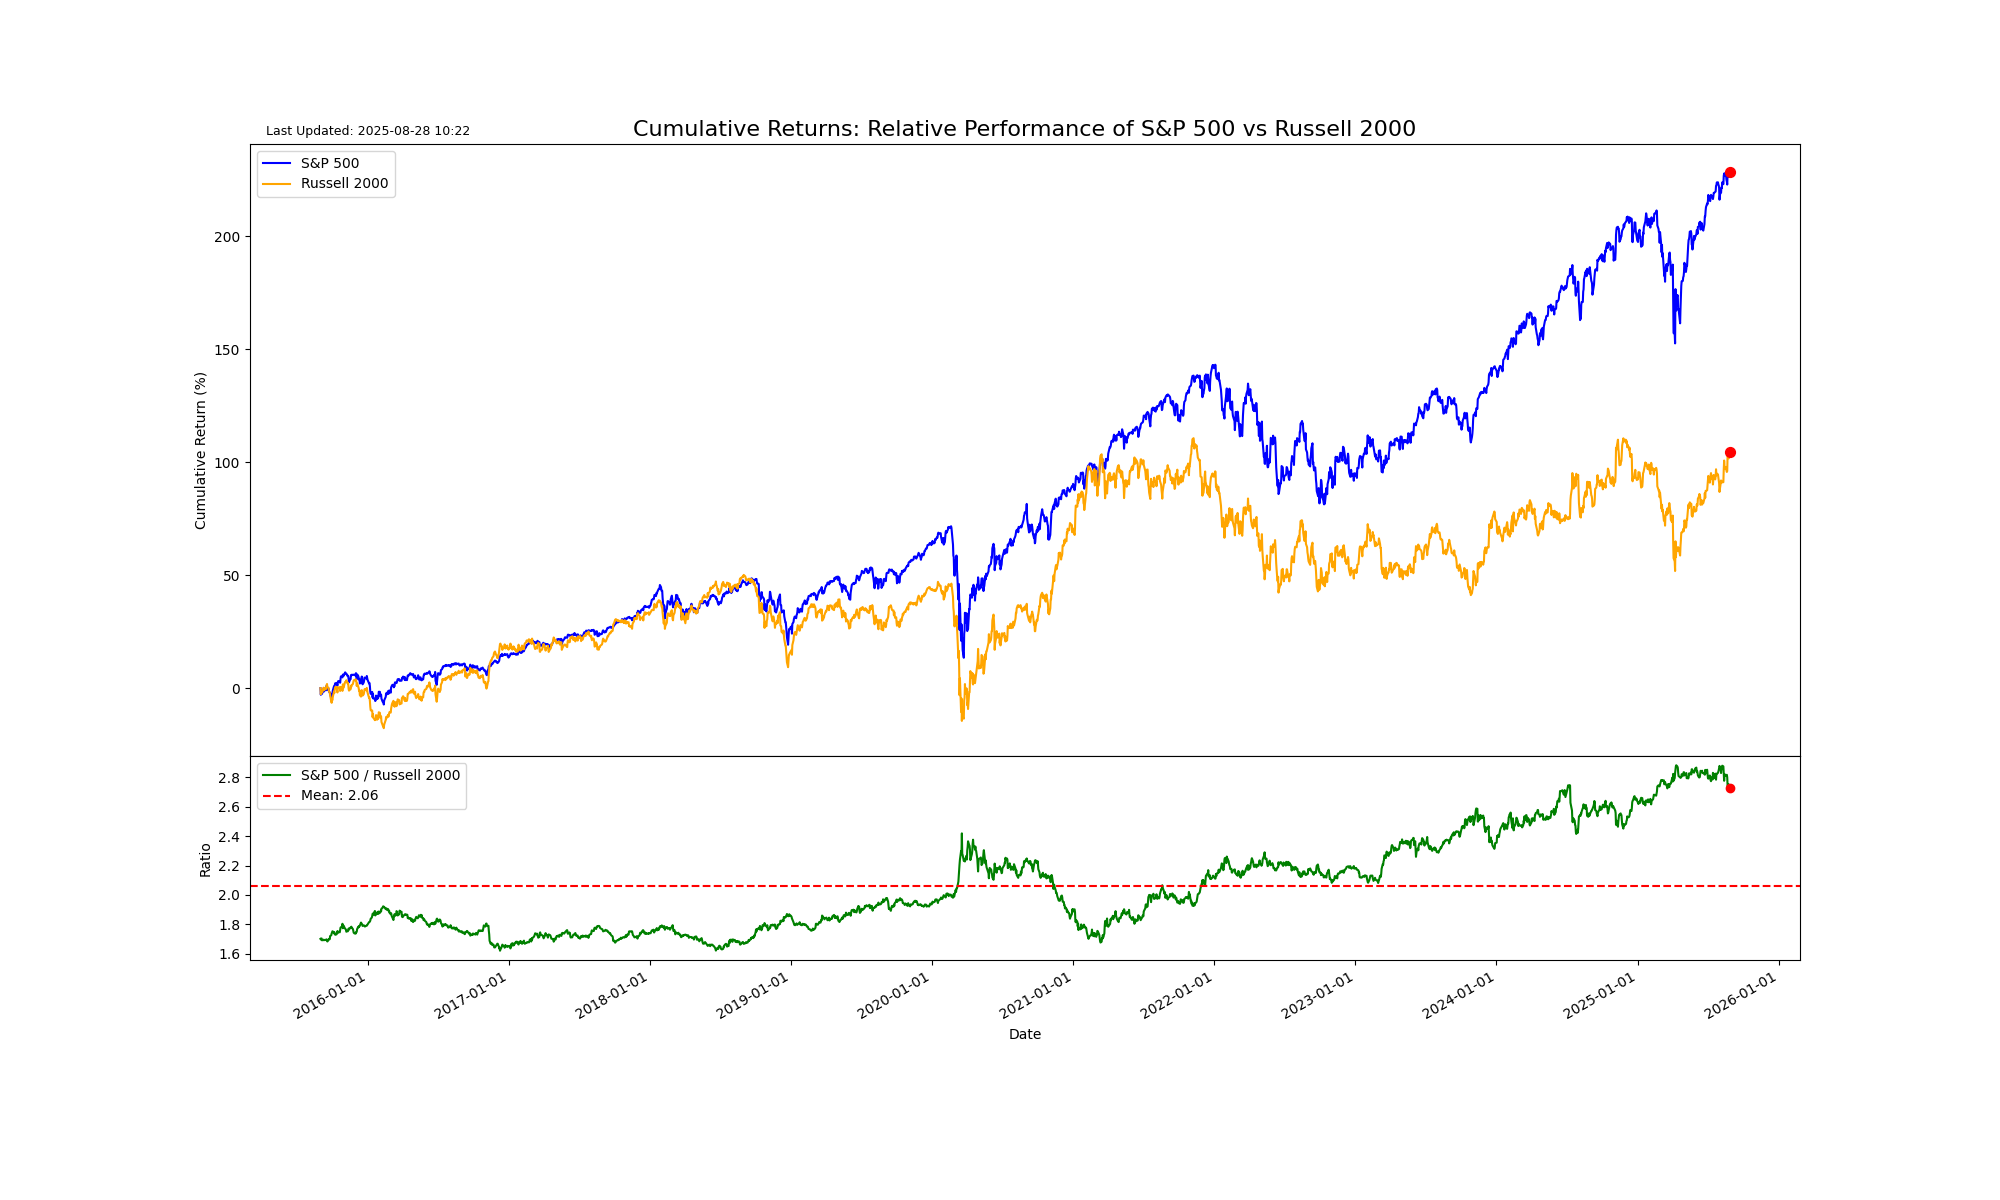 Last Updated: 2025-08-28 10:22
Cumulative Returns: Relative Performance of S&P 500 vs Russell 2000
S&P 500
Russell 2000
Cumulative Return (%)
200
150
100
50
0
S&P 500 / Russell 2000
Mean: 2.06
Ratio
2.8
2.6
2.4
2.2
2.0
1.8
1.6
2016-01-01
2017-01-01
2018-01-01
2019-01-01
2020-01-01
2021-01-01
2022-01-01
2023-01-01
2024-01-01
2025-01-01
2026-01-01
Date